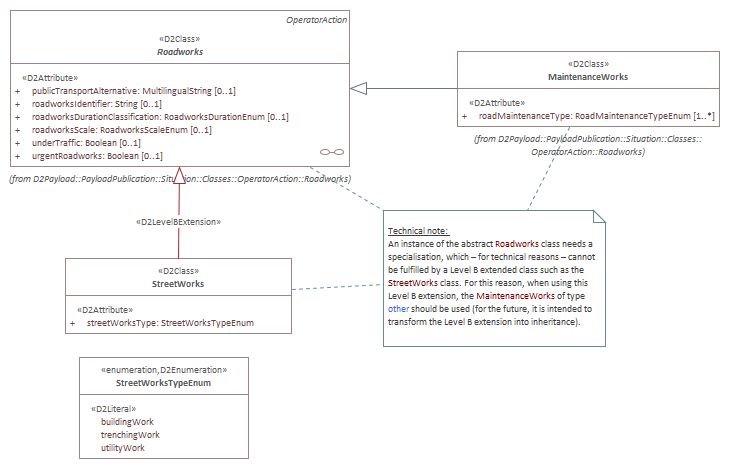 OperatorAction
«D2Class»
Roadworks
«D2Attribute»
+ publicTransportAlternative: MultilingualString [0..1]
+ roadworksIdentifier: String [0..1]
+ roadworksDurationClassification: RoadworksDurationEnum [0..1]
+ roadworksScale: RoadworksScaleEnum [0..1]
+ underTraffic: Boolean [0..1]
+ urgentRoadworks: Boolean [0..1]
(from D2Payload::PayloadPublication::Situation::Classes::OperatorAction::Roadworks)
«D2Class»
MaintenanceWorks
«D2Attribute»
+ roadMaintenanceType: RoadMaintenanceTypeEnum [1..*]
(from D2Payload::PayloadPublication::Situation::Classes::
OperatorAction::Roadworks)
«D2LevelBExtension»
«D2Class»
StreetWorks
«D2Attribute»
+ streetWorksType: StreetWorksTypeEnum
Technical note:
An instance of the abstract Roadworks class needs a
specialisation, which – for technical reasons – cannot
be fulfilled by a Level B extended class such as the
StreetWorks class. For this reason, when using this
Level B extension, the MaintenanceWorks of type
other should be used (for the future, it is intended to
transform the Level B extension into inheritance).
«enumeration,D2Enumeration»
StreetWorksTypeEnum
«D2Literal»
buildingWork
trenchingWork
utilityWork